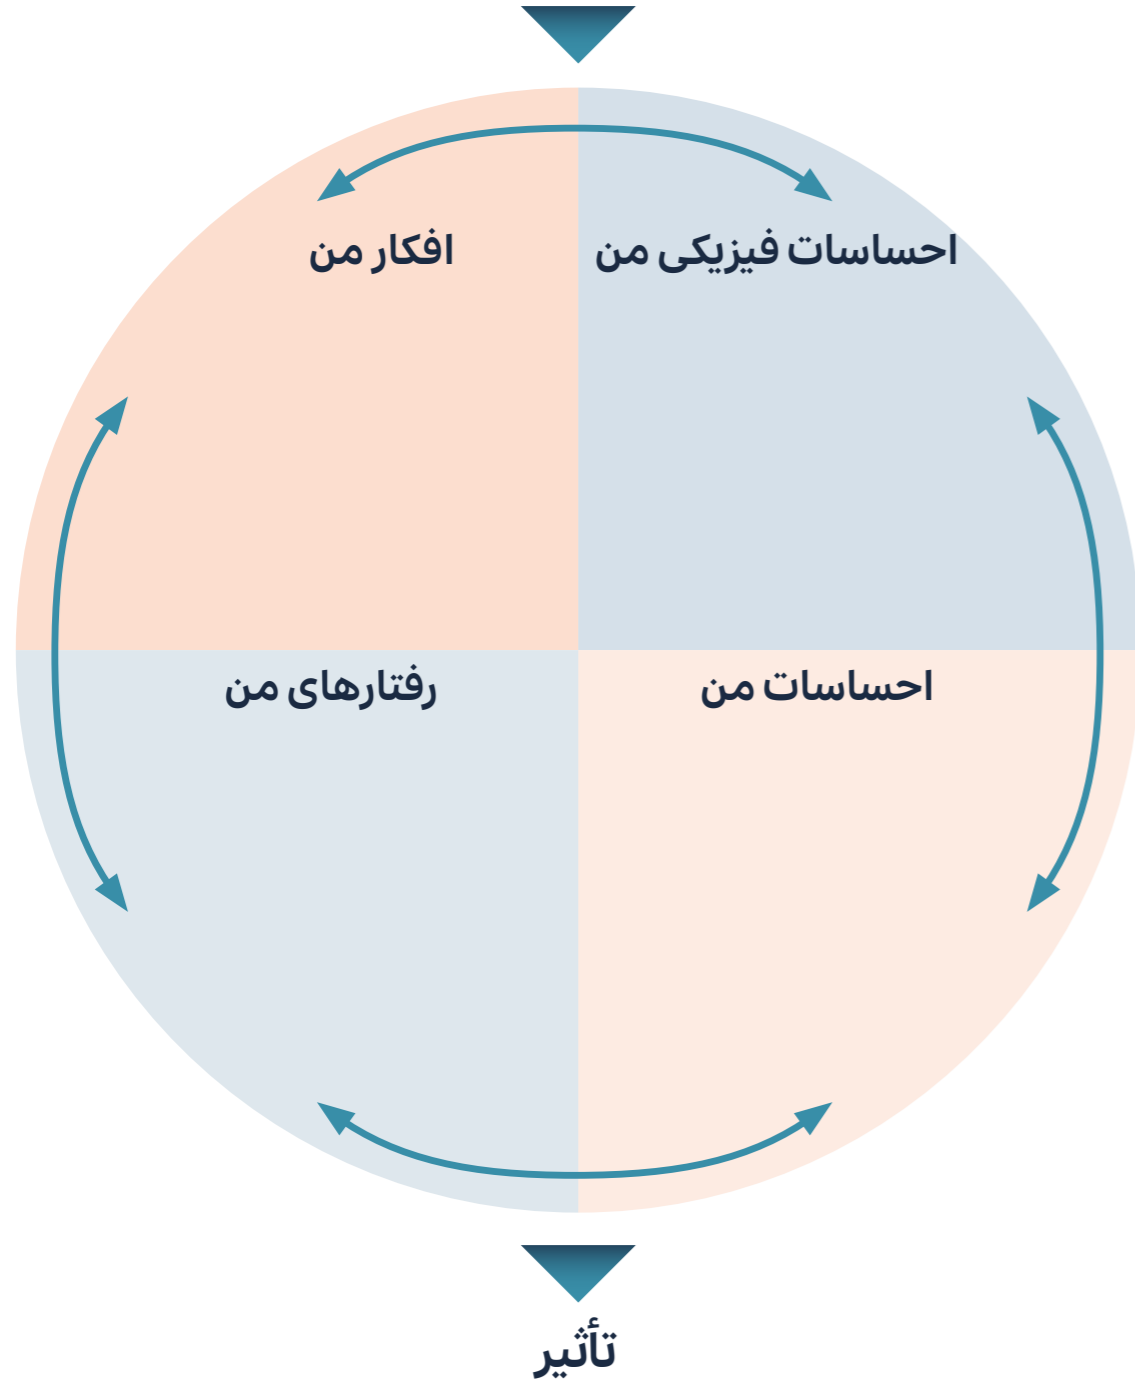 احساسات فیزیکی من
افکار من
احساسات من
رفتارهای من
تأثیر